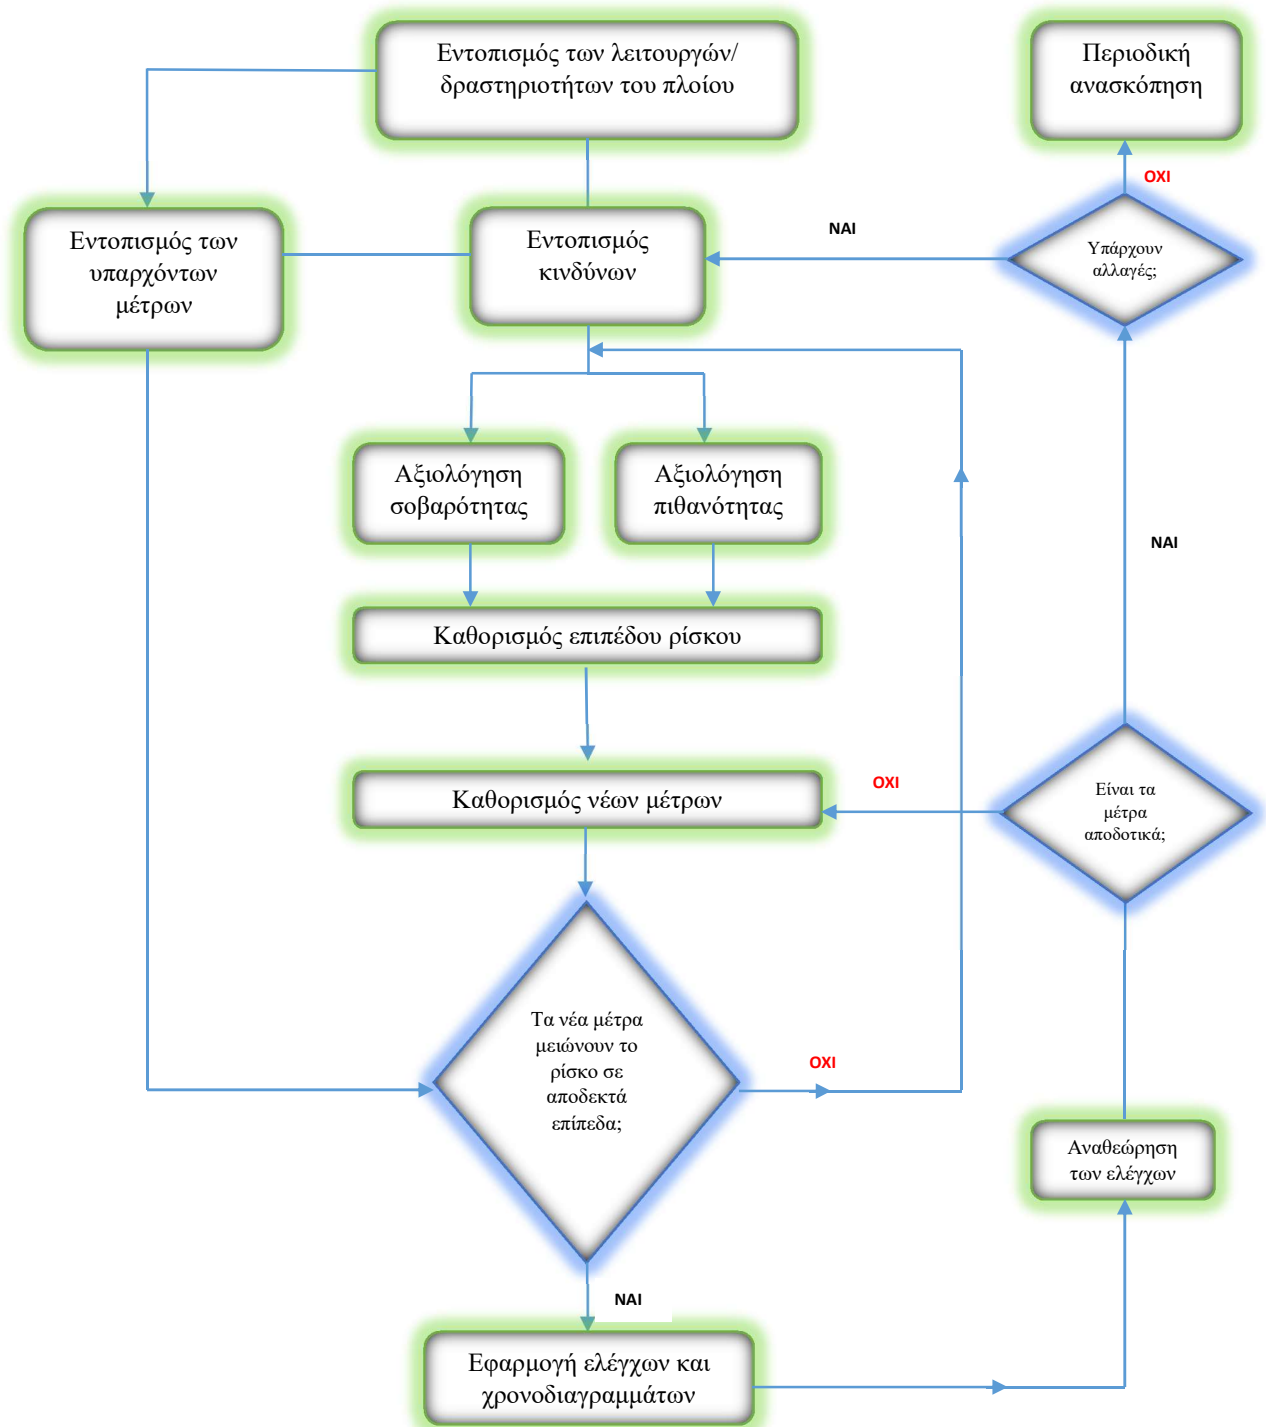 Εντοπισμός των λειτουργών/
δραστηριοτήτων του πλοίου
Περιοδική
ανασκόπηση
ΟΧΙ
Εντοπισμός των
υπαρχόντων
μέτρων
Εντοπισμός
κινδύνων
ΝΑΙ
Υπάρχουν
αλλαγές;
Αξιολόγηση
σοβαρότητας
Αξιολόγηση
πιθανότητας
ΝΑΙ
Καθορισμός επιπέδου ρίσκου
Καθορισμός νέων μέτρων
ΟΧΙ
Είναι τα
μέτρα
αποδοτικά;
Τα νέα μέτρα
μειώνουν το
ρίσκο σε
αποδεκτά
επίπεδα;
ΟΧΙ
Αναθεώρηση
των ελέγχων
ΝΑΙ
Εφαρμογή ελέγχων και
χρονοδιαγραμμάτων